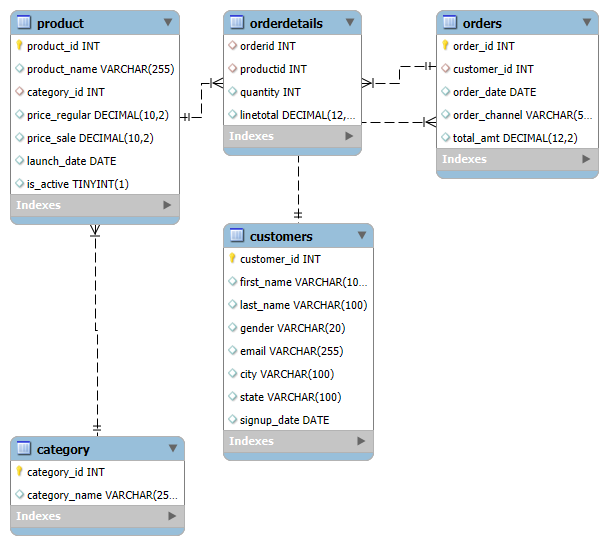 product
product_id INT
product_name VARCHAR(255)
category_id INT
price_regular DECIMAL(10,2)
price_sale DECIMAL(10,2)
launch_date DATE
is_active TINYINT(1)
Indexes
orderdetails
orderid INT
productid INT
quantity INT
linetotal DECIMAL(12,...
Indexes
orders
order_id INT
customer_id INT
order_date DATE
order_channel VARCHAR(5...
total_amt DECIMAL(12,2)
Indexes
customers
customer_id INT
first_name VARCHAR(10...
last_name VARCHAR(100)
gender VARCHAR(20)
email VARCHAR(255)
city VARCHAR(100)
state VARCHAR(100)
signup_date DATE
Indexes
category
category_id INT
category_name VARCHAR(25...
Indexes